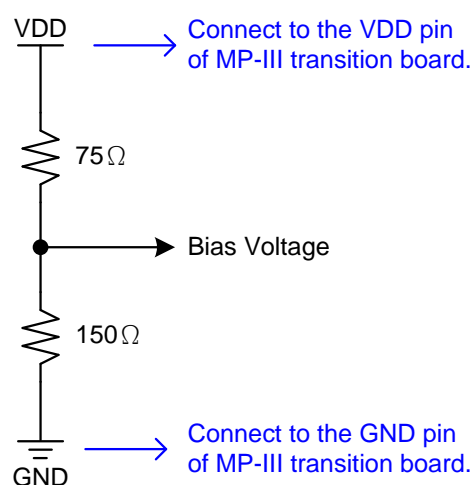 VDD
Connect to the VDD pin
of MP-III transition board.
75Ω
Bias Voltage
150Ω
Connect to the GND pin
of MP-III transition board.
GND